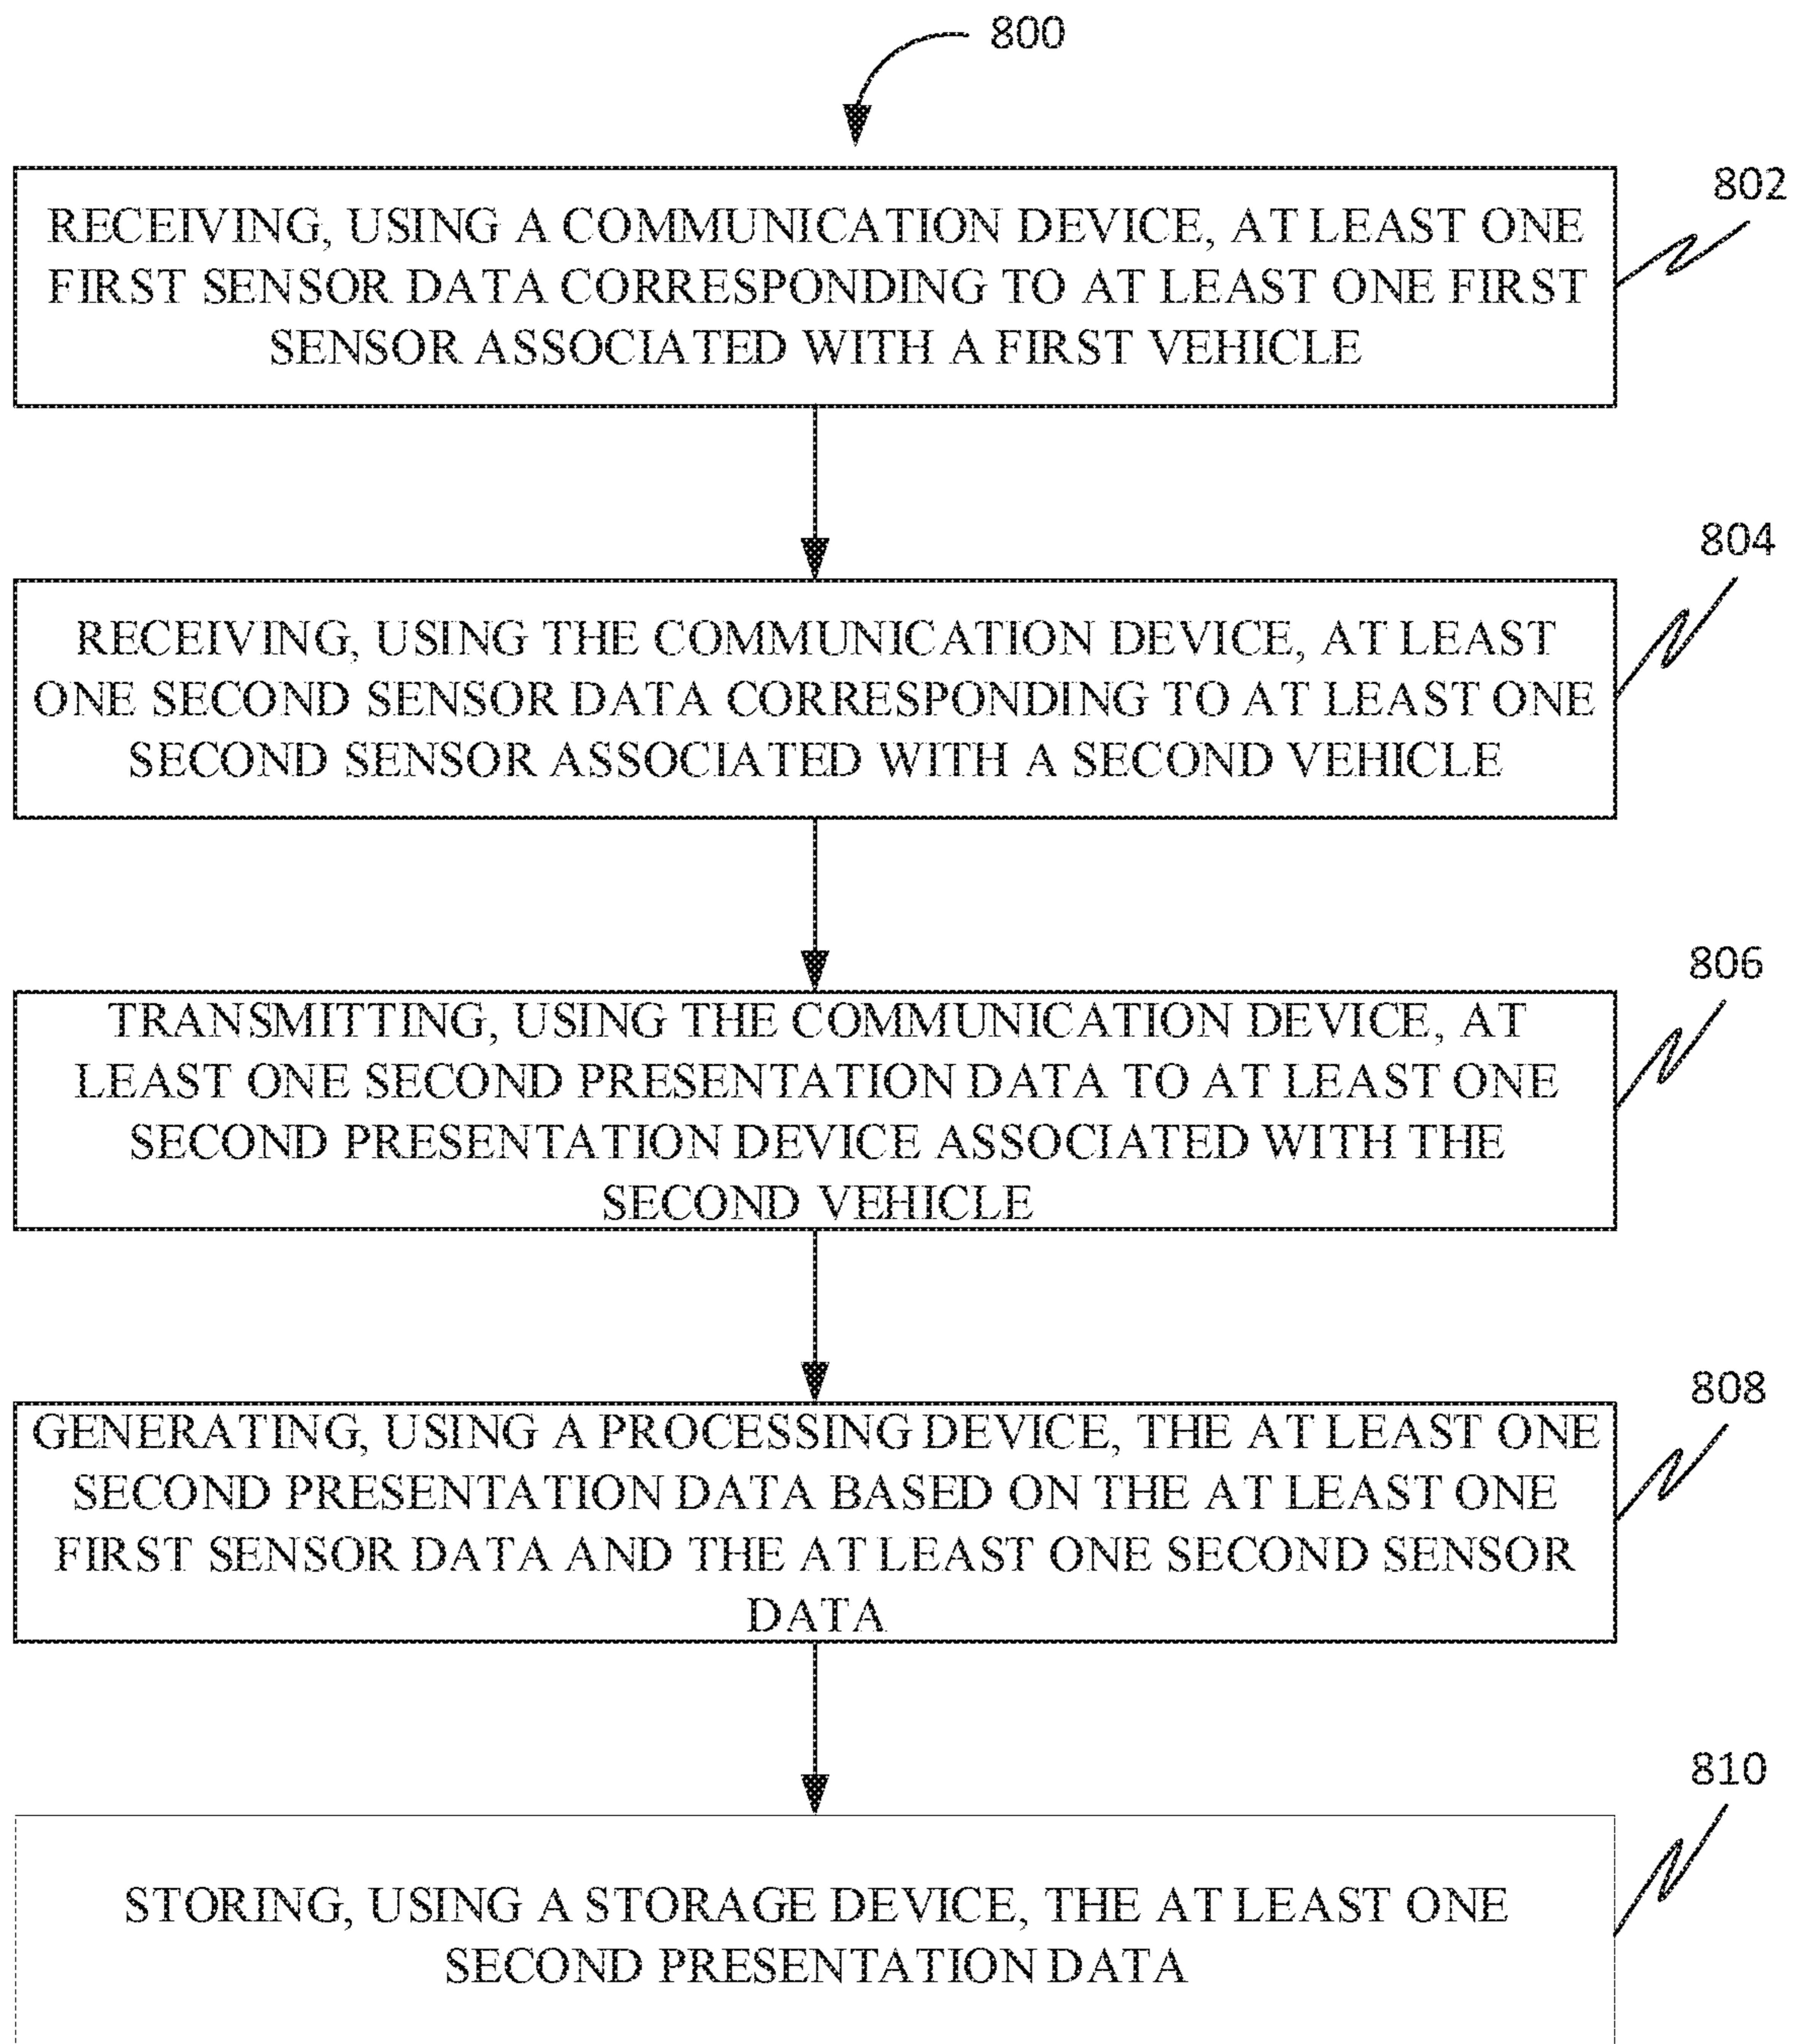 800
802
RECEIVING, USING A COMMUNICATION DEVICE, AT LEAST ONE
FIRST SENSOR DATA CORRESPONDING TO AT LEAST ONE FIRST
SENSOR ASSOCIATED WITH A FIRST VEHICLE
804
RECEIVING, USING THE COMMUNICATION DEVICE, AT LEAST
ONE SECOND SENSOR DATA CORRESPONDING TO AT LEAST ONE
SECOND SENSOR ASSOCIATED WITH A SECOND VEHICLE
806
TRANSMITTING, USING THE COMMUNICATION DEVICE, AT
LEAST ONE SECOND PRESENTATION DATA TO AT LEAST ONE
SECOND PRESENTATION DEVICE ASSOCIATED WITH THE
SECOND VEHICLE
808
GENERATING, USING A PROCESSING DEVICE, THE AT LEAST ONE
SECOND PRESENTATION DATA BASED ON THE AT LEAST ONE
FIRST SENSOR DATA AND THE AT LEAST ONE SECOND SENSOR
DATA
810
STORING, USING A STORAGE DEVICE, THE AT LEAST ONE
SECOND PRESENTATION DATA